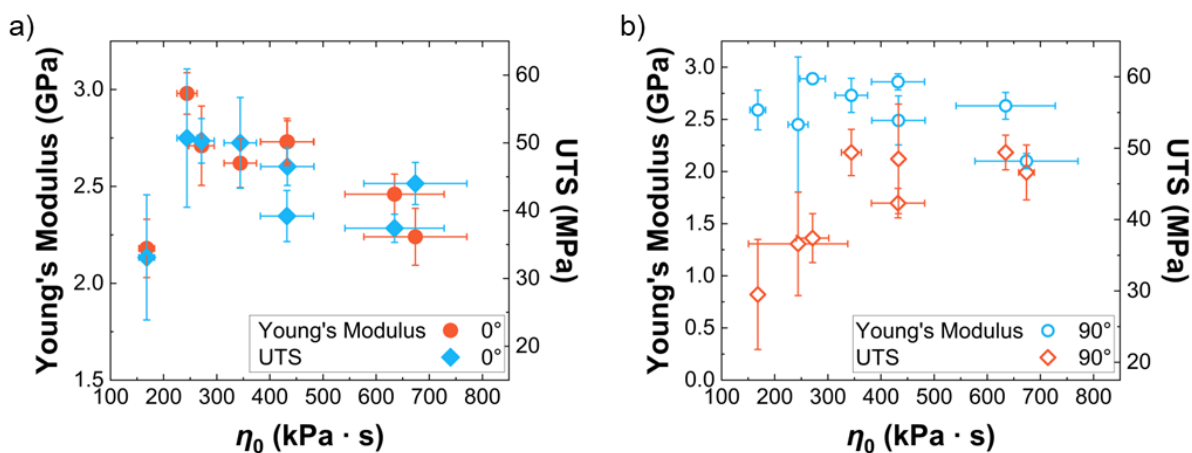 a)
Young's Modulus (GPa)
3.0
2.5
2.0
1.5
60
50
40
30
20
UTS (MPa)
Young's Modulus 0°
UTS 0°
100 200 300 400 500 600 700 800
η0 (kPa · s)
b)
Young's Modulus (GPa)
3.0
2.5
2.0
1.5
1.0
0.5
0.0
60
50
40
30
20
UTS (MPa)
Young's Modulus 90°
UTS 90°
100 200 300 400 500 600 700 800
η0 (kPa · s)